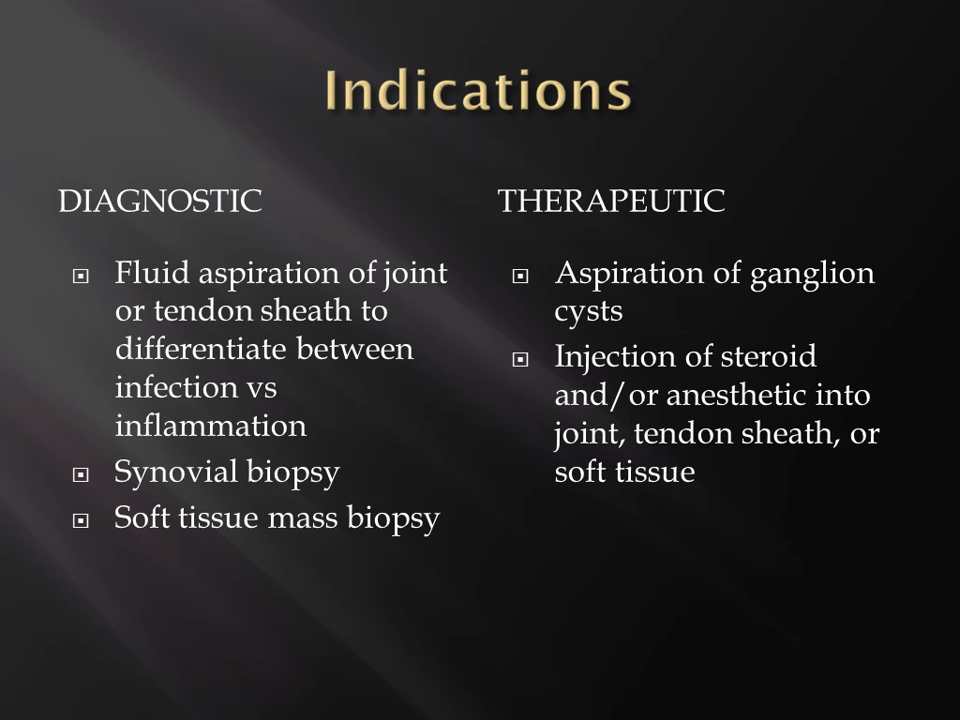 Indications
DIAGNOSTIC
Fluid aspiration of joint
or tendon sheath to
differentiate between
infection vs
inflammation
Synovial biopsy
Soft tissue mass biopsy
THERAPEUTIC
Aspiration of ganglion
cysts
Injection of steroid
and/or anesthetic into
joint, tendon sheath, or
soft tissue